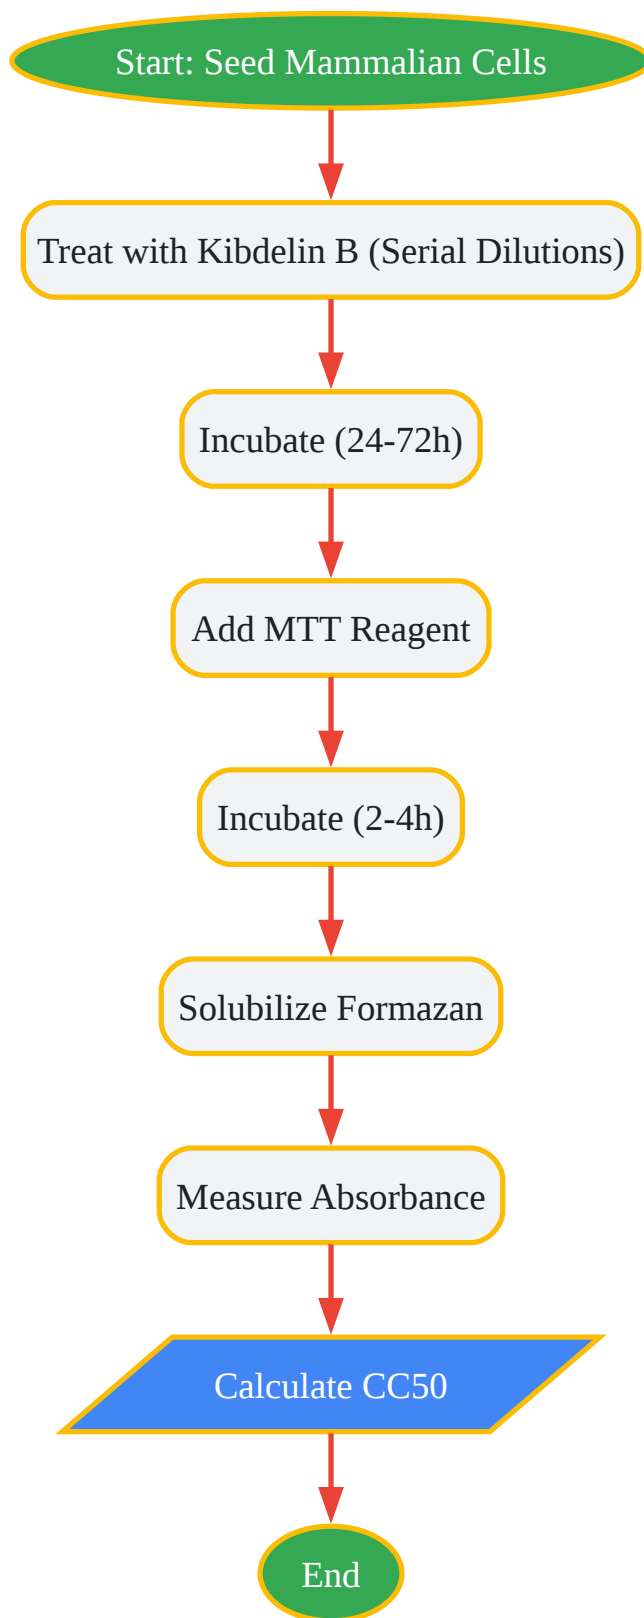 Start: Seed Mammalian Cells
Treat with Kibdelin B (Serial Dilutions)
Incubate (24-72h)
Add MTT Reagent
Incubate (2-4h)
Solubilize Formazan
Measure Absorbance
Calculate CC50
End